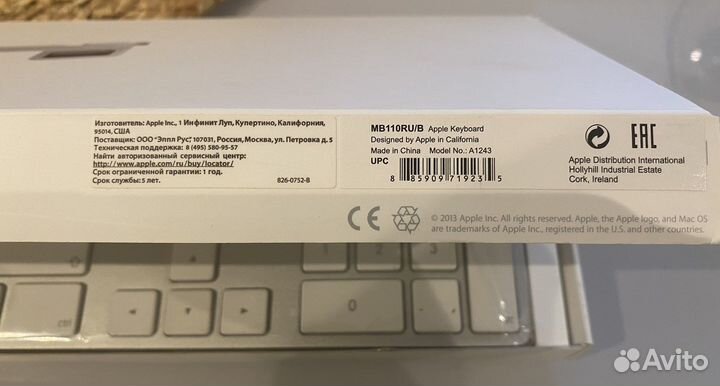 Изготовитель: Apple Inc., 1 Инфинит Луп, Купертино, Калифорния,
95014, США
Поставщик: ООО "Эппл Рус", 107031, Россия, Москва, ул. Петровка д. 5
Техническая поддержка: 8 (495) 580-95-57
Найти авторизованный сервисный центр:
http://www.apple.com/ru/buy/locator/
Срок ограниченной гарантии: 1 год.
Срок службы: 5 лет.
826-0752-B
MB110RU/B Apple Keyboard
Designed by Apple in California
Made in China Model No.: A1243
UPC
8 85909 71923 5
EAC
Apple Distribution International
Hollyhill Industrial Estate
Cork, Ireland
CE
© 2013 Apple Inc. All rights reserved. Apple, the Apple logo, and Mac OS
are trademarks of Apple Inc., registered in the U.S. and other countries.
1 2 3
ctrl
0
Avito